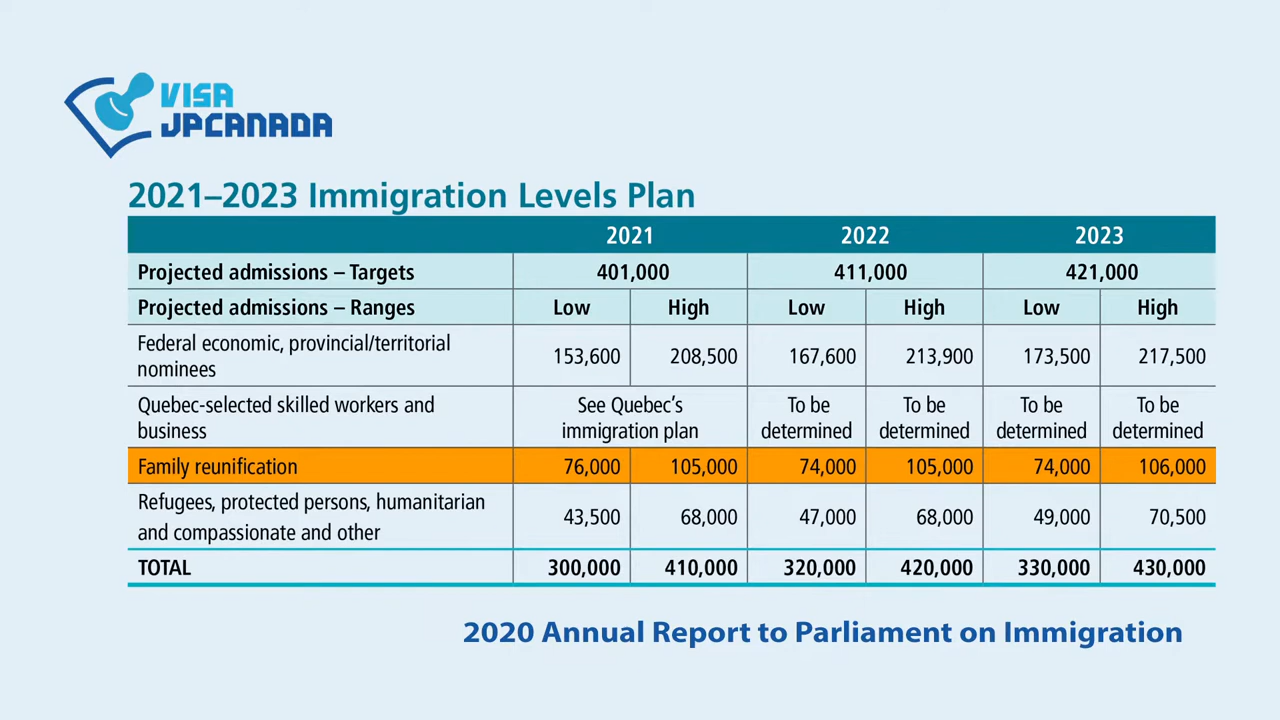 VISA
JPCANADA
2021–2023 Immigration Levels Plan
2021 2022 2023
Projected admissions – Targets 401,000 411,000 421,000
Projected admissions – Ranges Low High Low High Low High
Federal economic, provincial/territorial
nominees 153,600 208,500 167,600 213,900 173,500 217,500
Quebec-selected skilled workers and See Quebec's To be To be To be To be
business immigration plan determined determined determined determined
Family reunification 76,000 105,000 74,000 105,000 74,000 106,000
Refugees, protected persons, humanitarian
and compassionate and other 43,500 68,000 47,000 68,000 49,000 70,500
TOTAL 300,000 410,000 320,000 420,000 330,000 430,000
2020 Annual Report to Parliament on Immigration